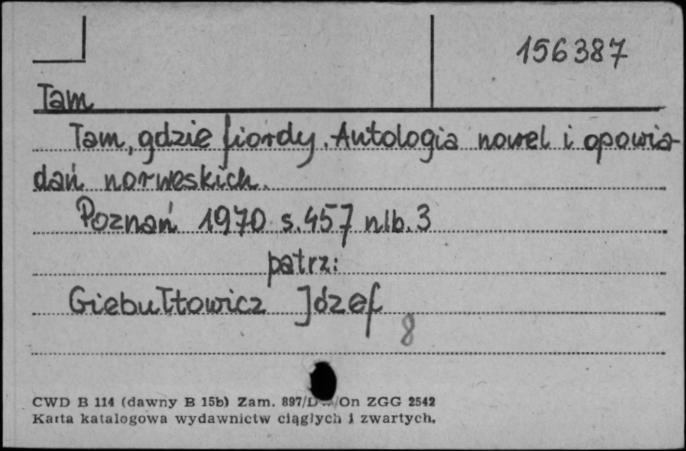 156387
Tam
Tam, gdzie fiordy. Antologia nowel i opowia-
dań norweskich.
Poznań 1970 s. 457 nlb. 3
patrz:
Giebułtowicz Józef
8
CWD B 114 (dawny B 15b) Zam. 897/D /On ZGG 2542
Karta katalogowa wydawnictw ciągłych i zwartych.